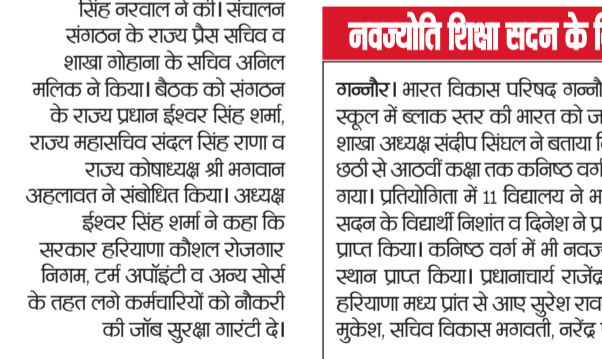 सिंह नरवाल ने की। संचालन
संगठन के राज्य प्रैस सचिव व
शाखा गोहाना के सचिव अनिल
मलिक ने किया। बैठक को संगठन
के राज्य प्रधान ईश्वर सिंह शर्मा,
राज्य महासचिव संदल सिंह राणा व
राज्य कोषाध्यक्ष श्री भगवान
अहलावत ने संबोधित किया। अध्यक्ष
ईश्वर सिंह शर्मा ने कहा कि
सरकार हरियाणा कौशल रोजगार
निगम, टर्म अपॉइंटी व अन्य सोर्स
के तहत लगे कर्मचारियों को नौकरी
की जॉब सुरक्षा गारंटी दे।
नवज्योति शिक्षा सदन के
गन्नौर। भारत विकास परिषद
स्कूल में ब्लाक स्तर की भारत को
शाखा अध्यक्ष संदीप सिंघल ने बताया
छठी से आठवीं कक्षा तक कनिष्ठ
गया। प्रतियोगिता में 11 विद्यालय ने
सदन के विद्यार्थी निशांत व दिनेश ने
प्राप्त किया। कनिष्ठ वर्ग में भी
स्थान प्राप्त किया। प्रधानाचार्य
हरियाणा मध्य प्रांत से आए सुरेश
मुकेश, सचिव विकास भगवती, नरेंद्र